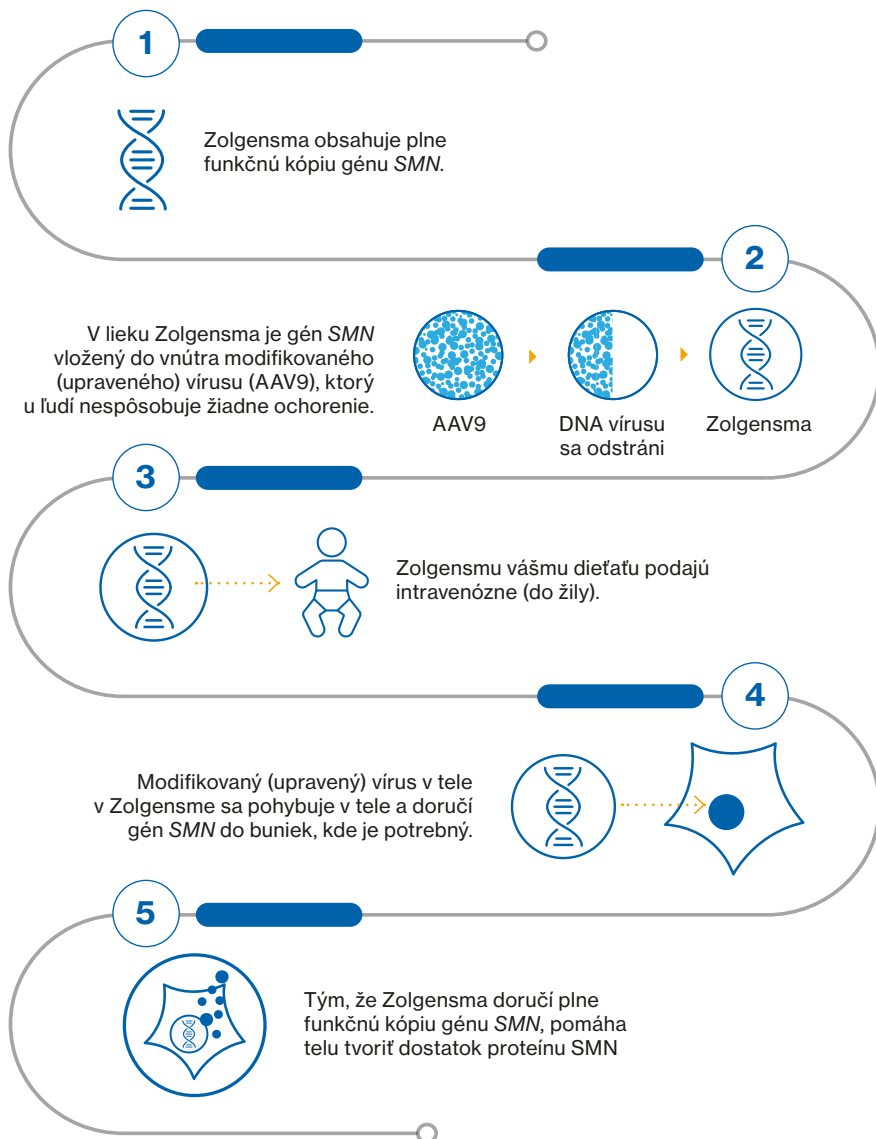 1
Zolgensma obsahuje plne
funkčnú kópiu génu SMN.
2
V lieku Zolgensma je gén SMN
vložený do vnútra modifikovaného
(upraveného) vírusu (AAV9), ktorý
u ľudí nespôsobuje žiadne ochorenie.
AAV9
DNA vírusu
sa odstráni
Zolgensma
3
Zolgensmu vášmu dieťaťu podajú
intravenózne (do žily).
4
Modifikovaný (upravený) vírus v tele
v Zolgensme sa pohybuje v tele a doručí
gén SMN do buniek, kde je potrebný.
5
Tým, že Zolgensma doručí plne
funkčnú kópiu génu SMN, pomáha
telu tvoriť dostatok proteínu SMN